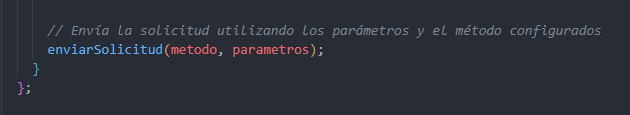 // Envía la solicitud utilizando los parámetros y el método configurados
enviarSolicitud(metodo, parametros);
}
};